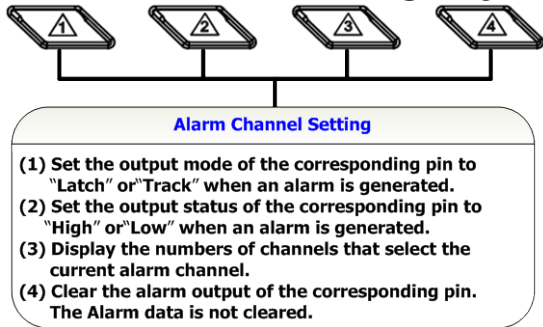 1 2 3 4
Alarm Channel Setting
(1) Set the output mode of the corresponding pin to
"Latch" or"Track" when an alarm is generated.
(2) Set the output status of the corresponding pin to
"High" or"Low" when an alarm is generated.
(3) Display the numbers of channels that select the
current alarm channel.
(4) Clear the alarm output of the corresponding pin.
The Alarm data is not cleared.